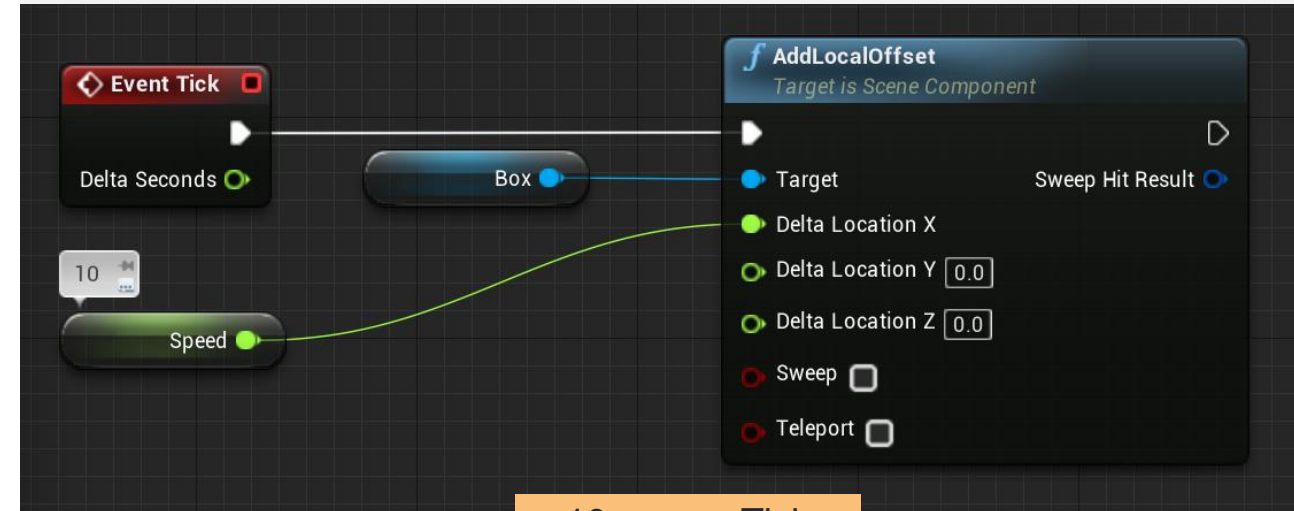 Event Tick
Delta Seconds
Box
10
Speed
f AddLocalOffset
Target is Scene Component
Target
Sweep Hit Result
Delta Location X
Delta Location Y 0.0
Delta Location Z 0.0
Sweep
Teleport